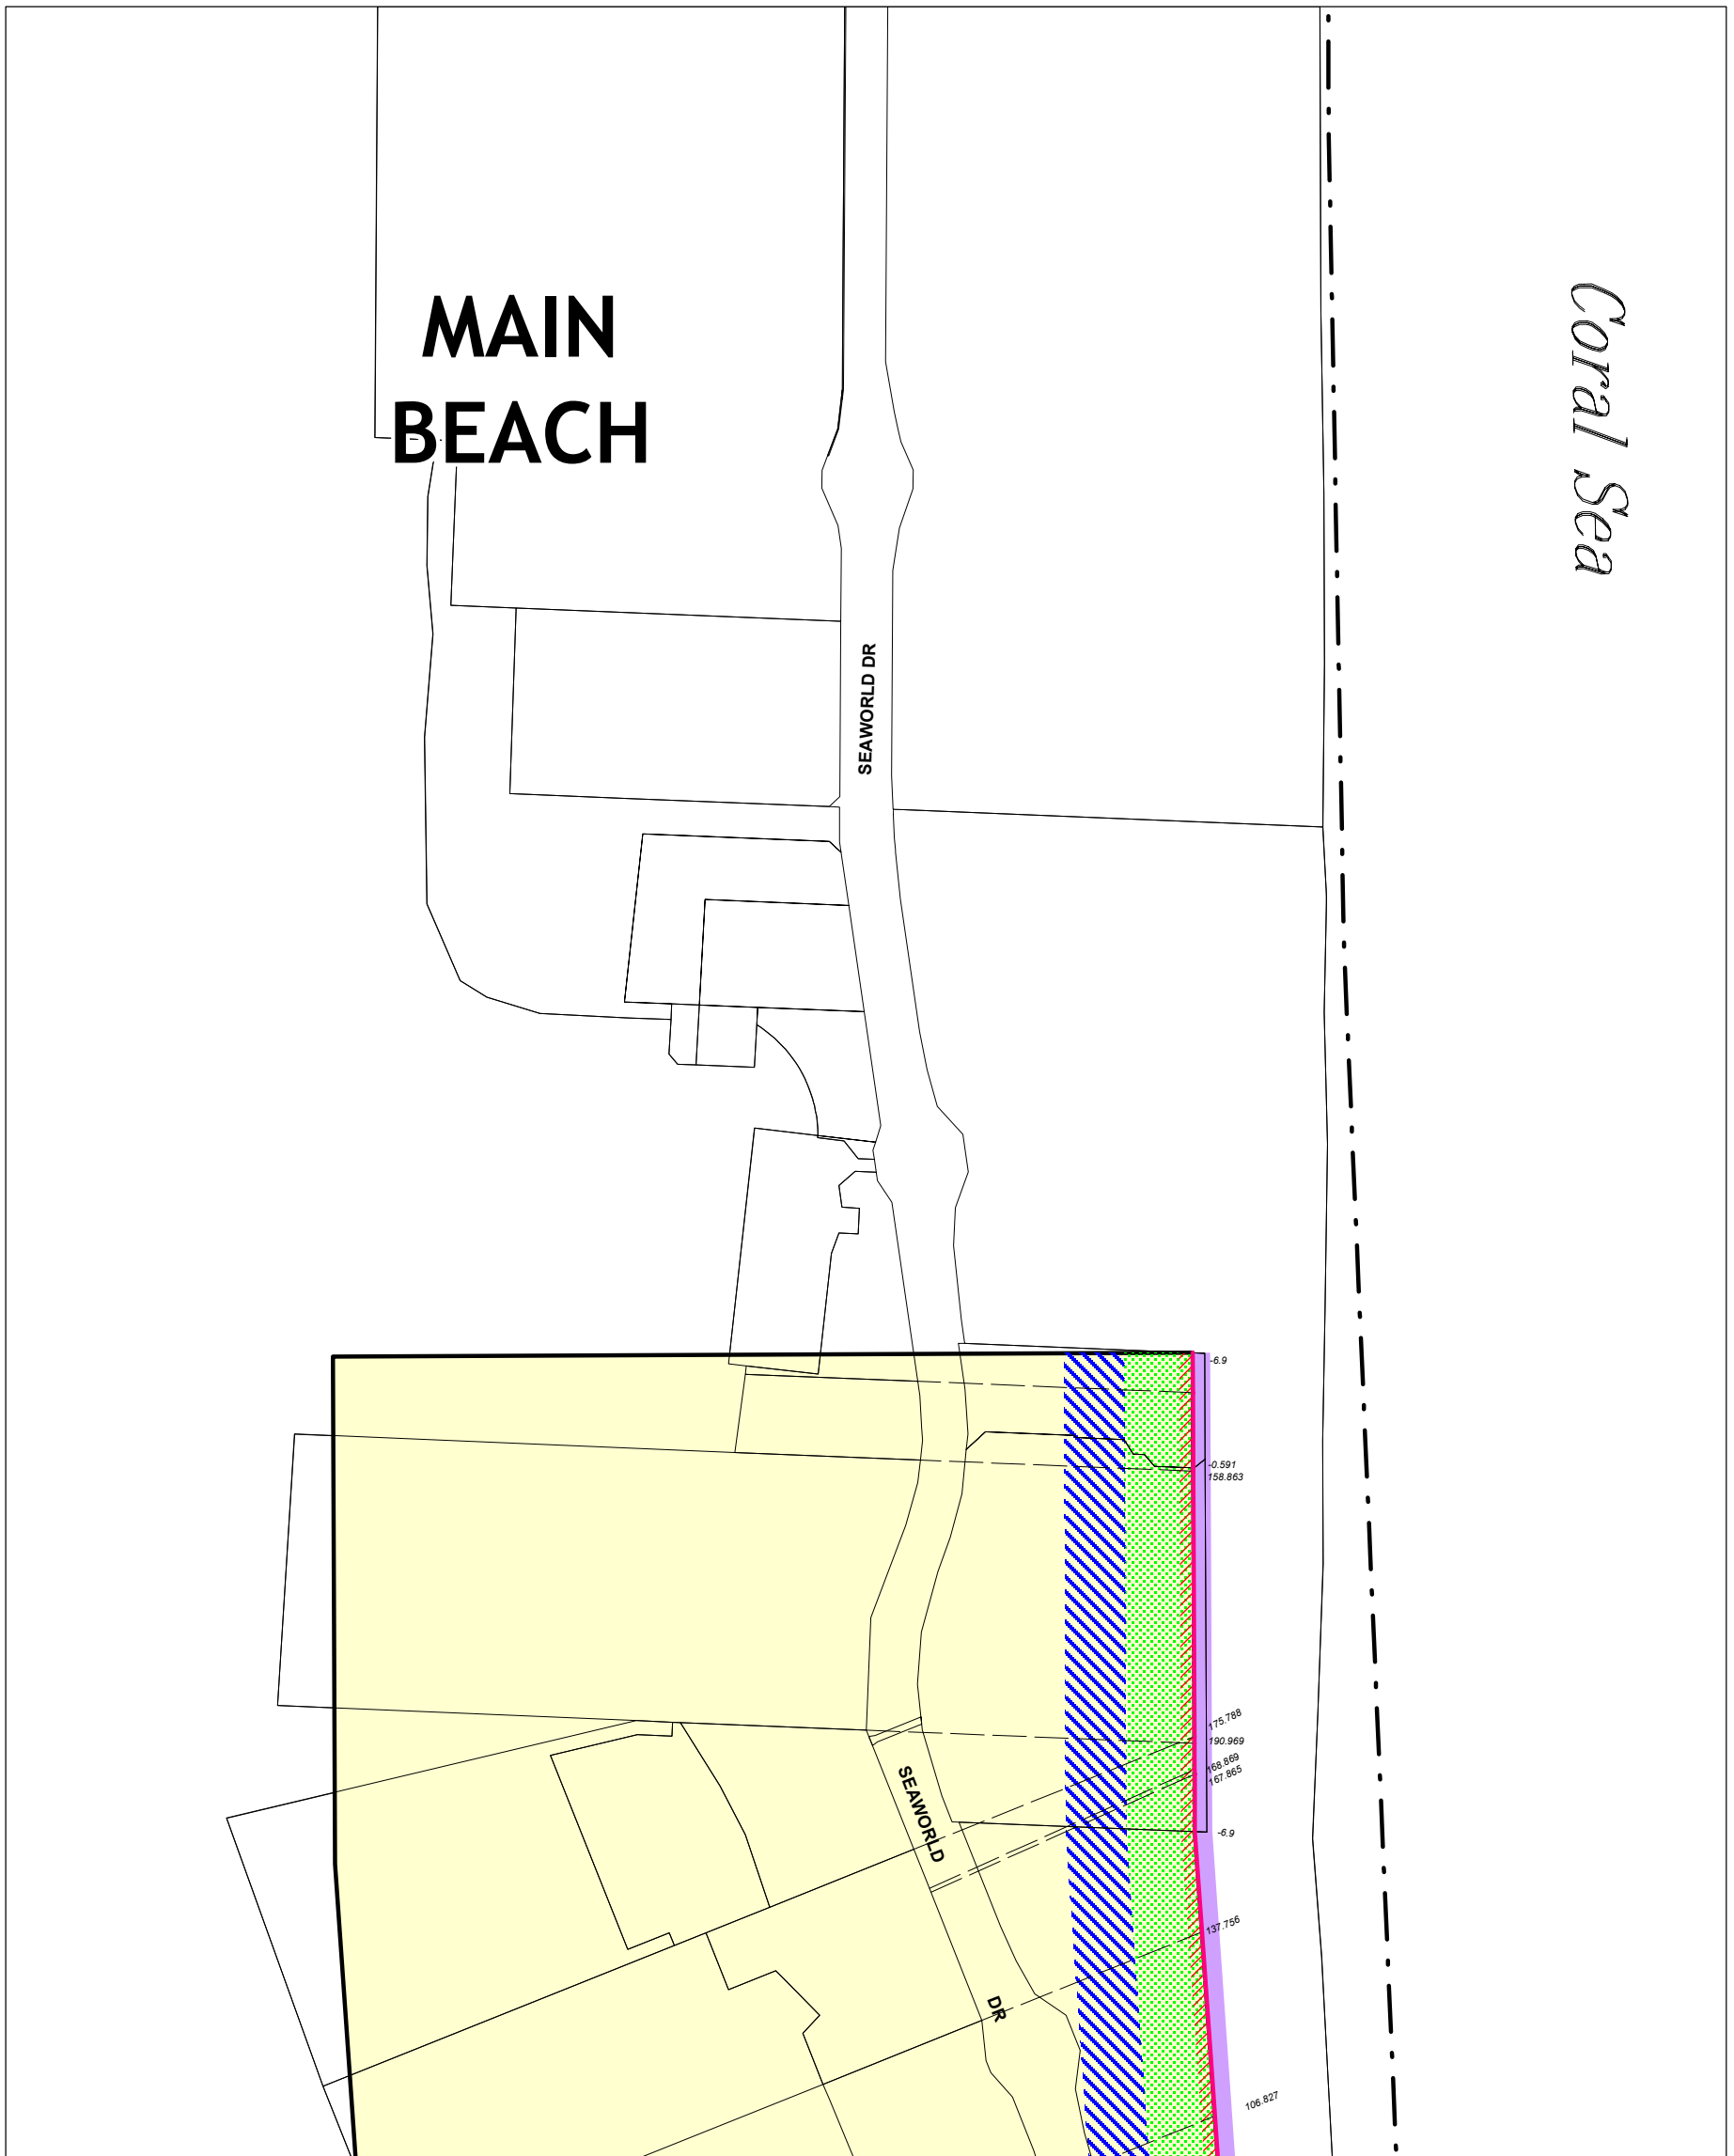 MAIN
BEACH
Coral Sea
SEAWORLD DR
-6.9
-0.591
158.863
175.788
190.969
168.869
167.865
-6.9
SEAWORLD
137.756
DR
106.827